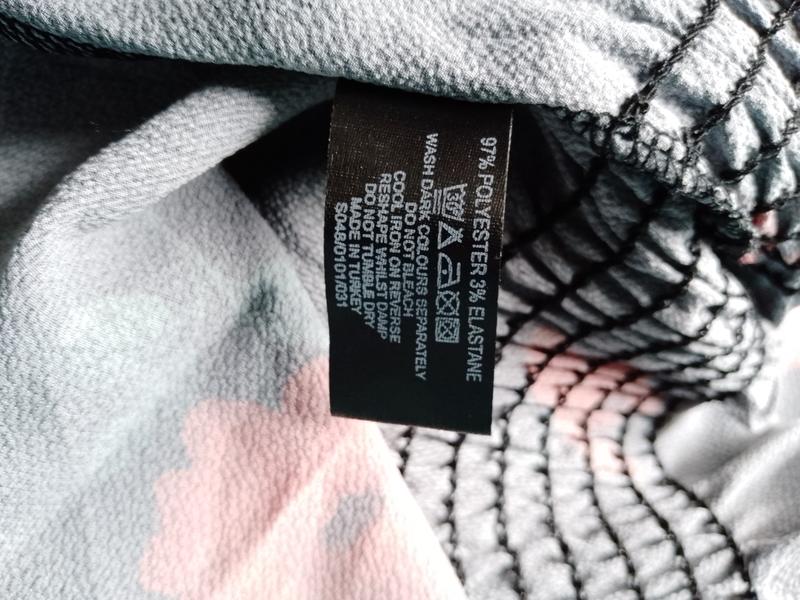 97% POLYESTER 3% ELASTANE
30°
WASH DARK COLOURS SEPARATELY
DO NOT BLEACH
COOL IRON ON REVERSE
RESHAPE WHILST DAMP
DO NOT TUMBLE DRY
MADE IN TURKEY
S048/0101/031